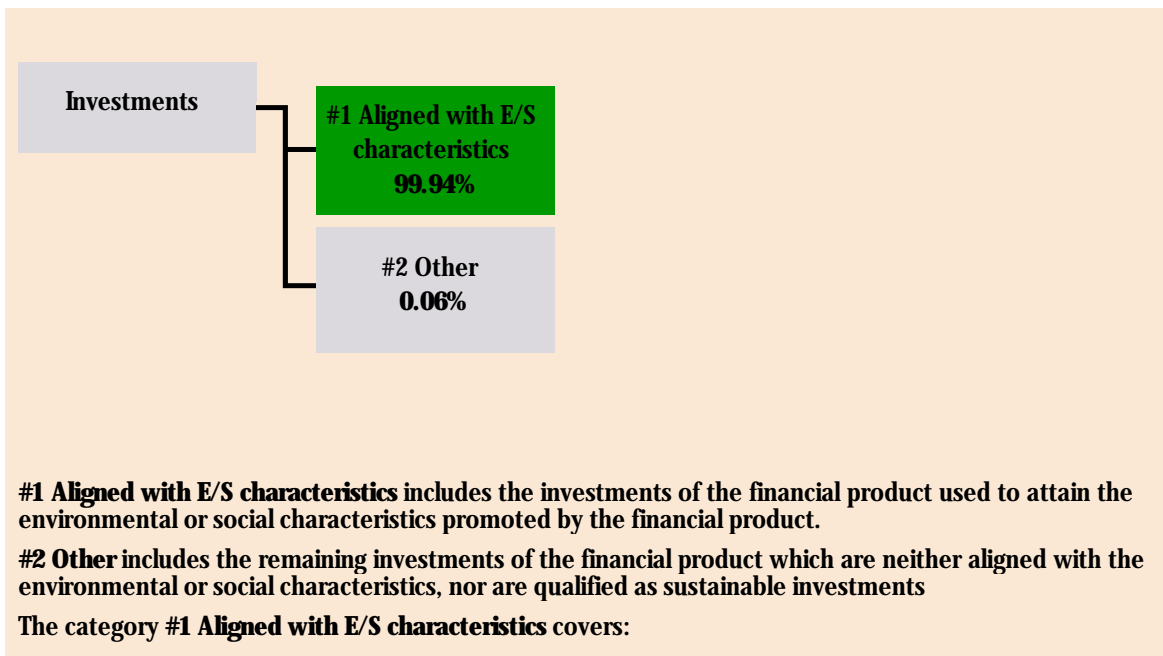 Investments
#1 Aligned with E/S
characteristics
99.94%
#2 Other
0.06%
#1 Aligned with E/S characteristics includes the investments of the financial product used to attain the
environmental or social characteristics promoted by the financial product.
#2 Other includes the remaining investments of the financial product which are neither aligned with the
environmental or social characteristics, nor are qualified as sustainable investments
The category #1 Aligned with E/S characteristics covers: